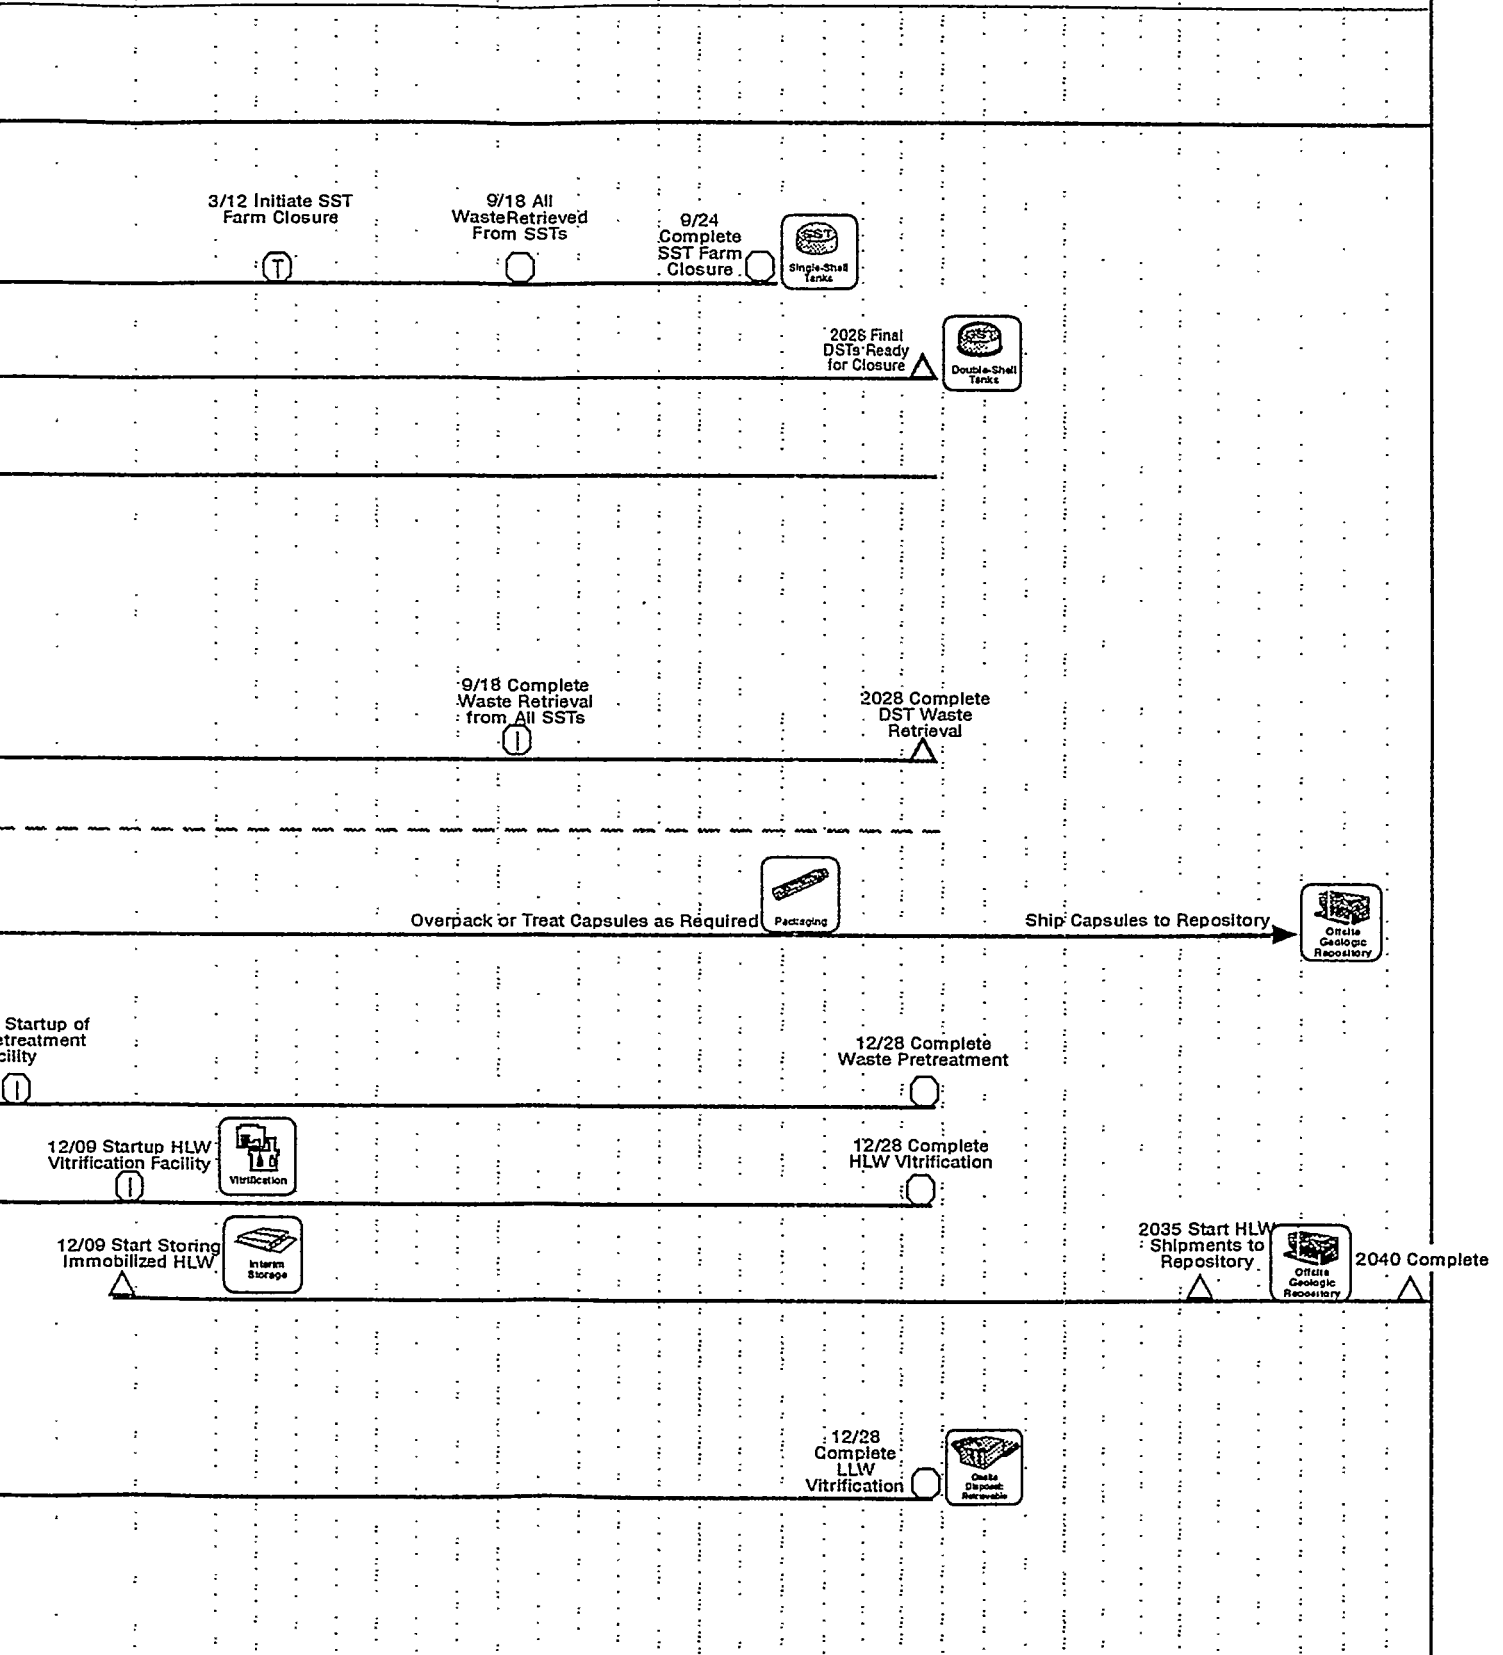 3/12 Initiate SST
Farm Closure
9/18 All
WasteRetrieved
From SSTs
9/24
Complete
SST Farm
Closure
SST
Single-Shell
Tanks
2028 Final
DSTs Ready
for Closure
DST
Double-Shell
Tanks
9/18 Complete
Waste Retrieval
from All SSTs
2028 Complete
DST Waste
Retrieval
Overpack or Treat Capsules as Required
Packaging
Ship Capsules to Repository
Offsite
Geologic
Repository
Startup of
etreatment
cility
12/28 Complete
Waste Pretreatment
12/09 Startup HLW
Vitrification Facility
Vitrification
12/28 Complete
HLW Vitrification
12/09 Start Storing
Immobilized HLW
Interim
Storage
2035 Start HLW
Shipments to
Repository
Offsite
Geologic
Repository
2040 Complete
12/28
Complete
LLW
Vitrification
Onsite
Disposal:
Retrievable